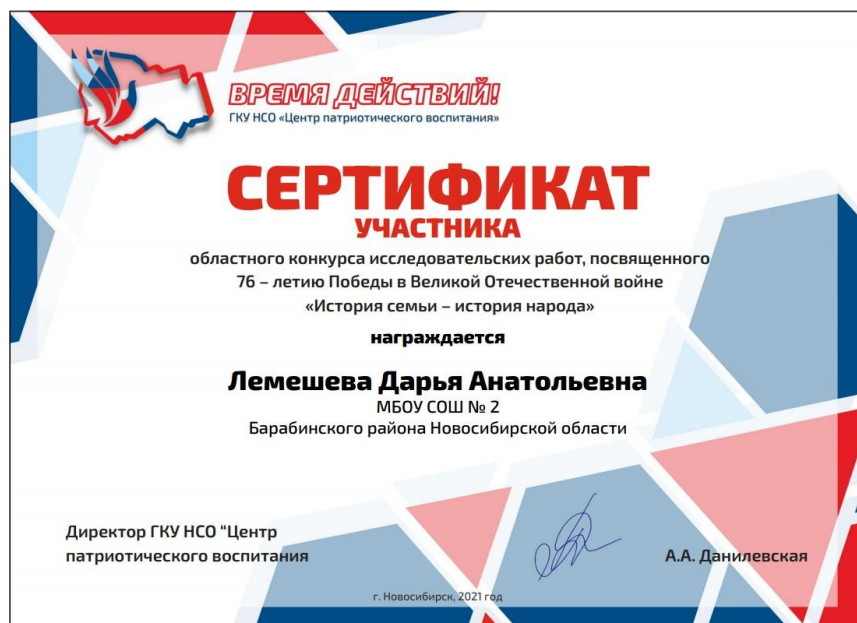 ВРЕМЯ ДЕЙСТВИЙ!
ГКУ НСО «Центр патриотического воспитания»
СЕРТИФИКАТ
УЧАСТНИКА
областного конкурса исследовательских работ, посвященного
76 – летию Победы в Великой Отечественной войне
«История семьи – история народа»
награждается
Лемешева Дарья Анатольевна
МБОУ СОШ № 2
Барабинского района Новосибирской области
Директор ГКУ НСО “Центр
патриотического воспитания
А.А. Данилевская
г. Новосибирск, 2021 год